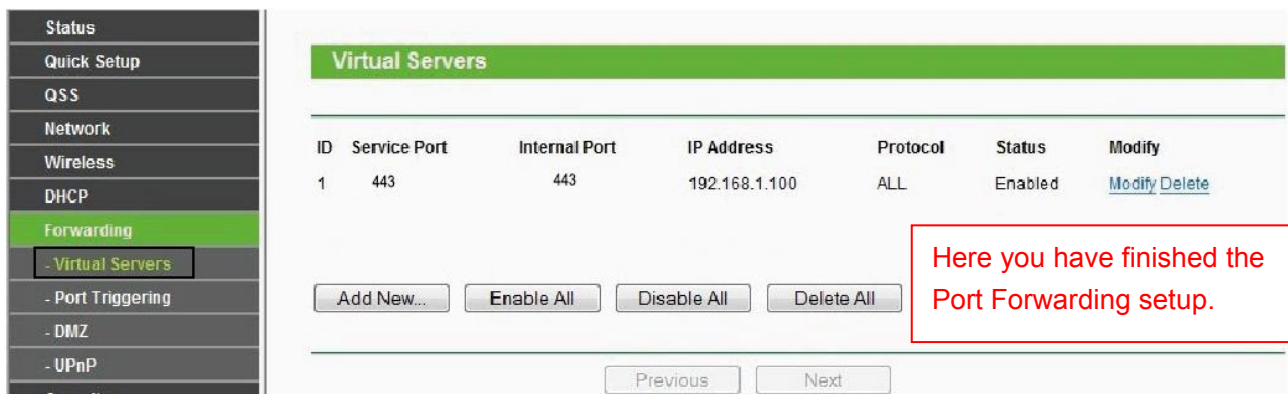 Status
Quick Setup
QSS
Network
Wireless
DHCP
Forwarding
- Virtual Servers
- Port Triggering
- DMZ
- UPnP
Virtual Servers
ID Service Port Internal Port IP Address Protocol Status Modify
1 443 443 192.168.1.100 ALL Enabled Modify Delete
Add New... Enable All Disable All Delete All
Here you have finished the
Port Forwarding setup.
Previous Next